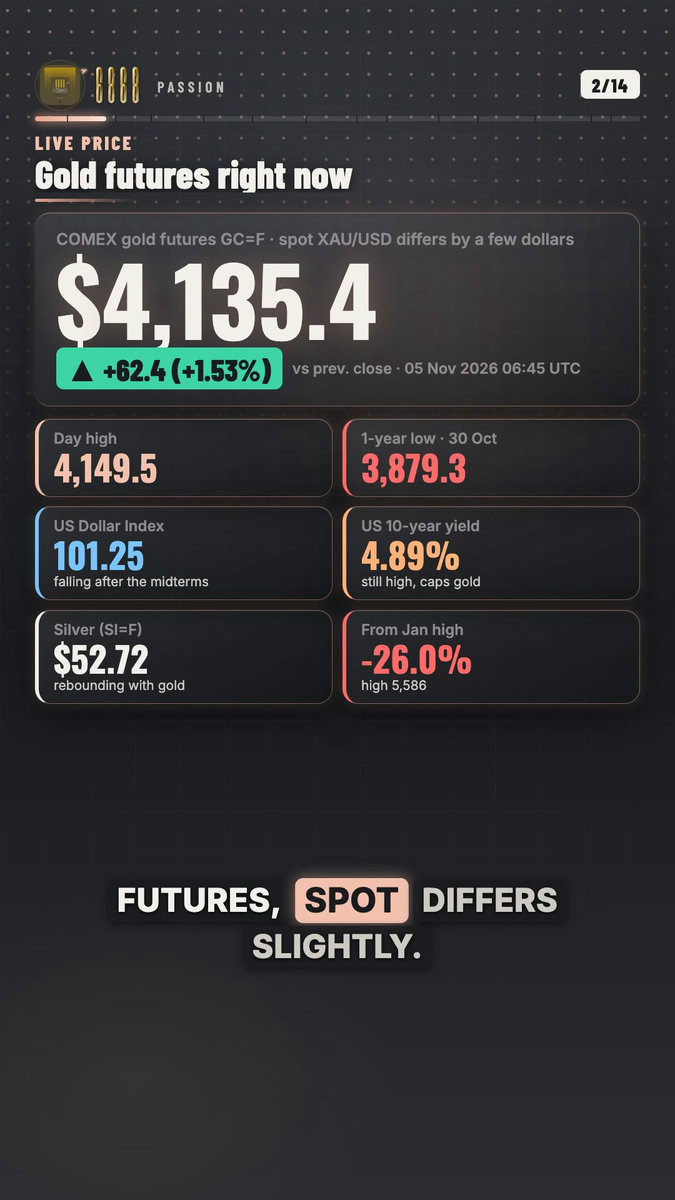 6868 PASSION
2/14
LIVE PRICE
Gold futures right now
COMEX gold futures GC=F · spot XAU/USD differs by a few dollars
$4,135.4
▲ +62.4 (+1.53%) vs prev. close · 05 Nov 2026 06:45 UTC
Day high
4,149.5
1-year low · 30 Oct
3,879.3
US Dollar Index
101.25
falling after the midterms
US 10-year yield
4.89%
still high, caps gold
Silver (SI=F)
$52.72
rebounding with gold
From Jan high
-26.0%
high 5,586
FUTURES, SPOT DIFFERS
SLIGHTLY.